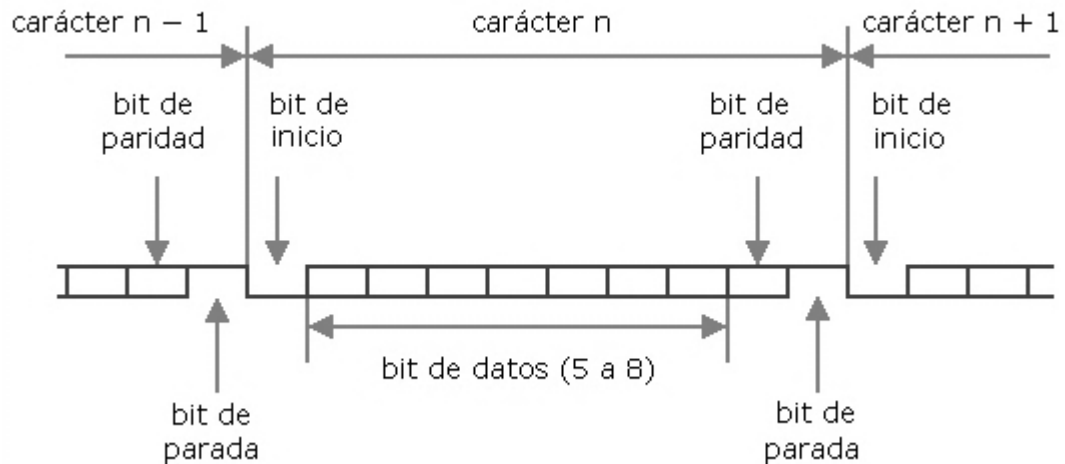 carácter n − 1
carácter n
carácter n + 1
bit de
paridad
bit de
inicio
bit de
paridad
bit de
inicio
bit de datos (5 a 8)
bit de
parada
bit de
parada